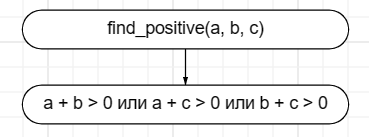 find_positive(a, b, c)
a + b > 0 или a + c > 0 или b + c > 0